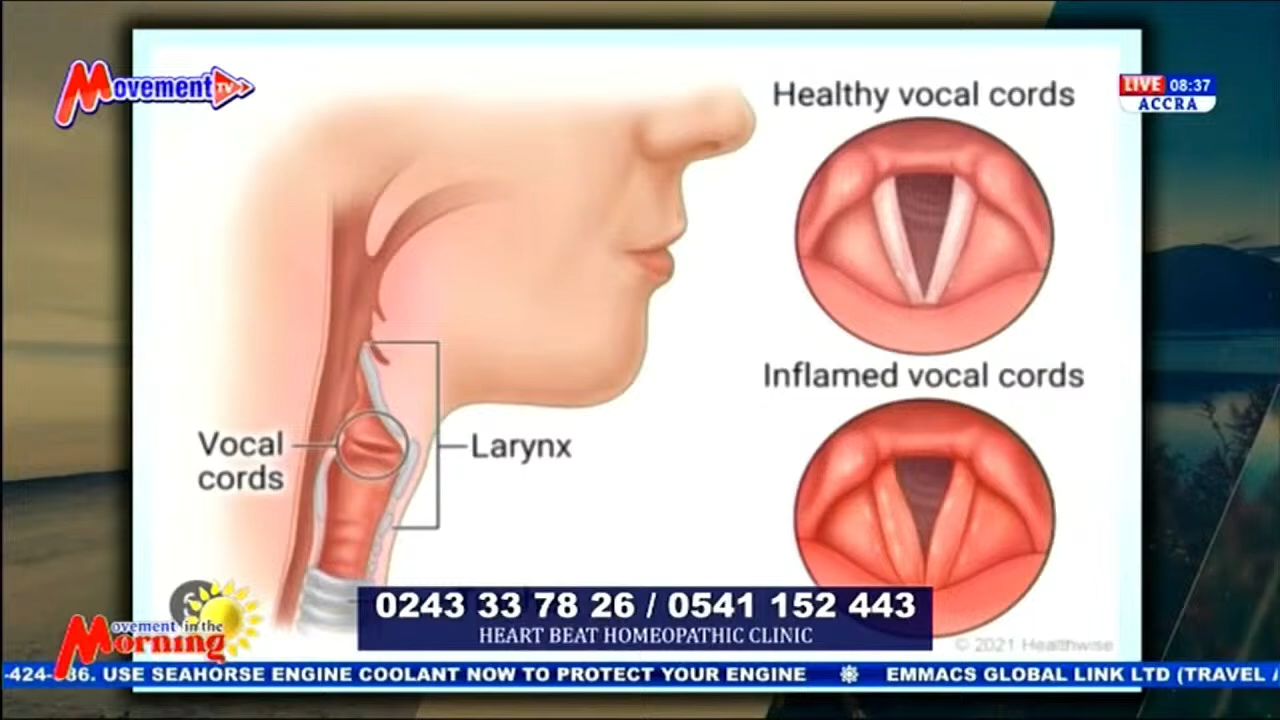 Movement TV
LIVE 08:37
ACCRA
Healthy vocal cords
Inflamed vocal cords
Vocal
cords
Larynx
0243 33 78 26 / 0541 152 443
HEART BEAT HOMEOPATHIC CLINIC
© 2021 Healthwise
Movement in the
Morning
-424- 36. USE SEAHORSE ENGINE COOLANT NOW TO PROTECT YOUR ENGINE EMMACS GLOBAL LINK LTD (TRAVEL